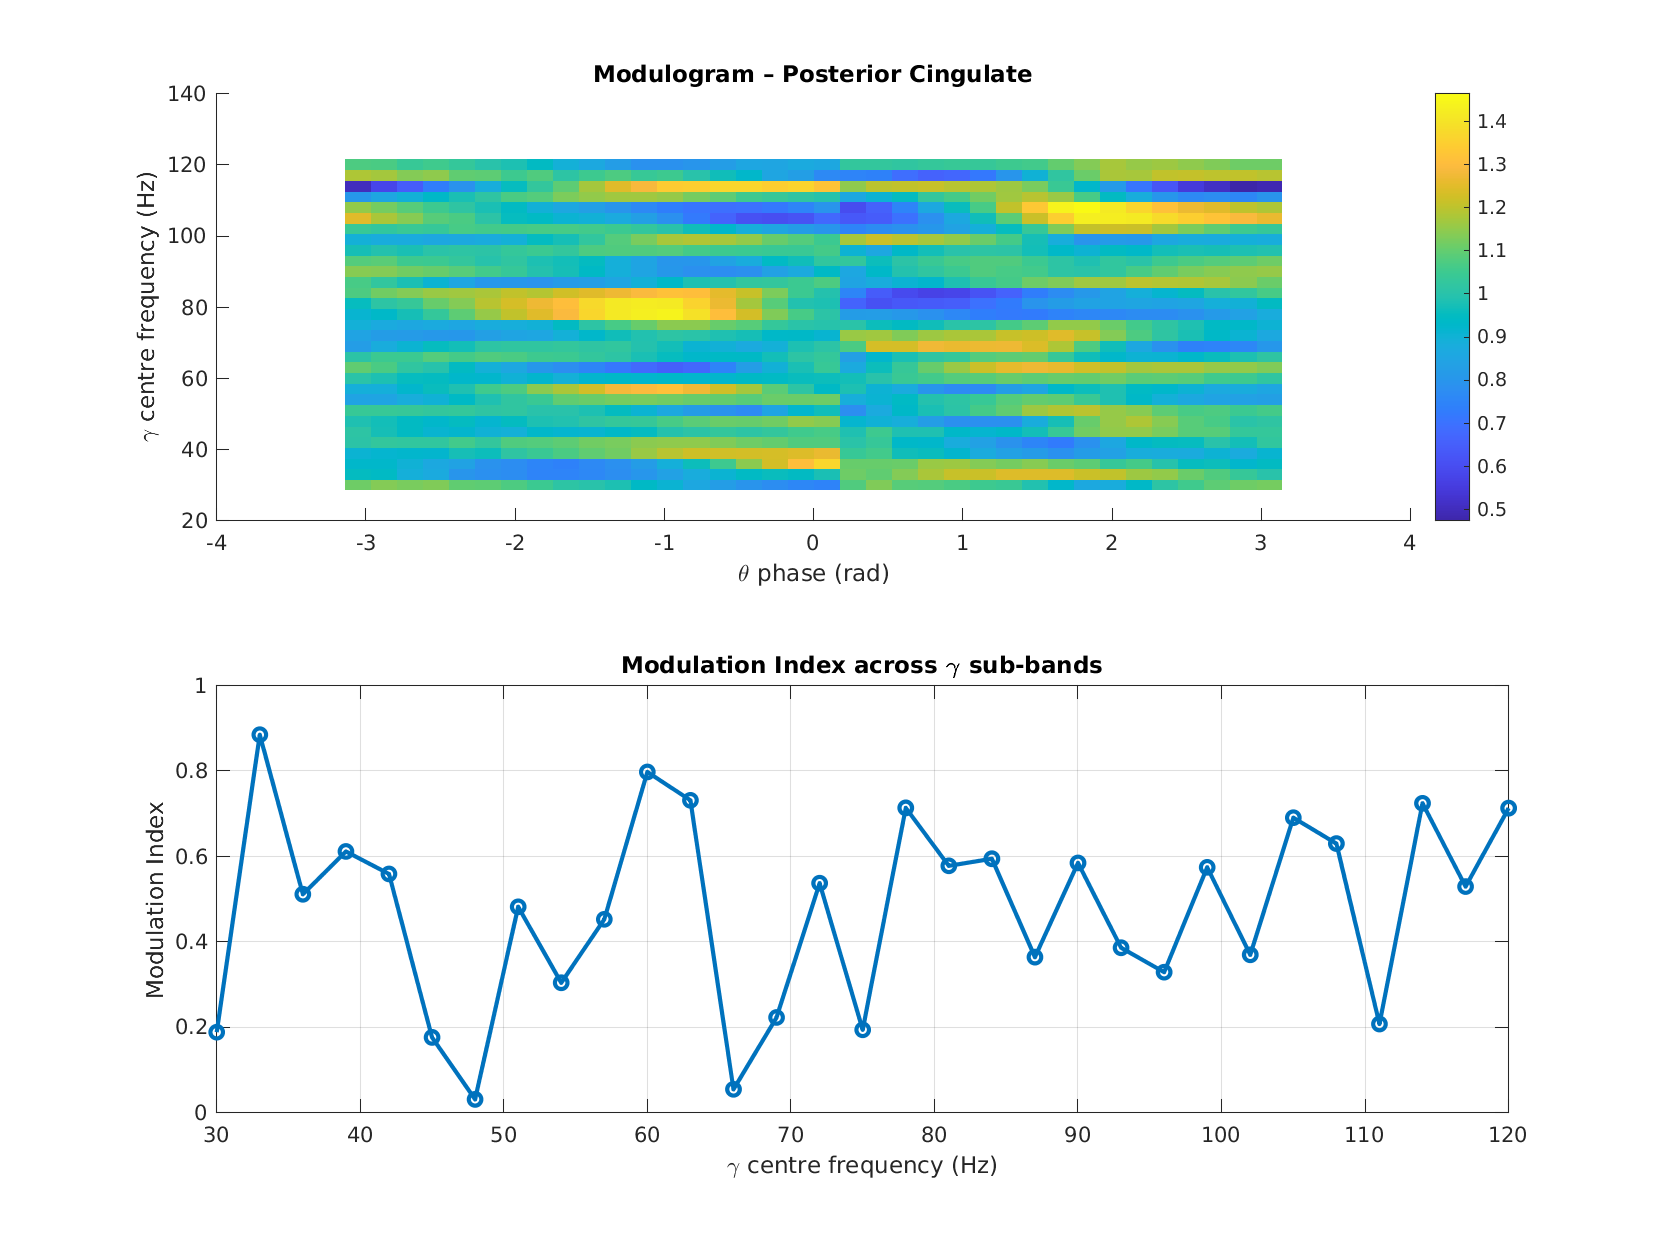 Modulogram – Posterior Cingulate
140
120
100
80
60
40
20
γ centre frequency (Hz)
-4 -3 -2 -1 0 1 2 3 4
θ phase (rad)
1.4
1.3
1.2
1.1
1
0.9
0.8
0.7
0.6
0.5
Modulation Index across γ sub-bands
1
0.8
0.6
0.4
0.2
0
Modulation Index
30 40 50 60 70 80 90 100 110 120
γ centre frequency (Hz)